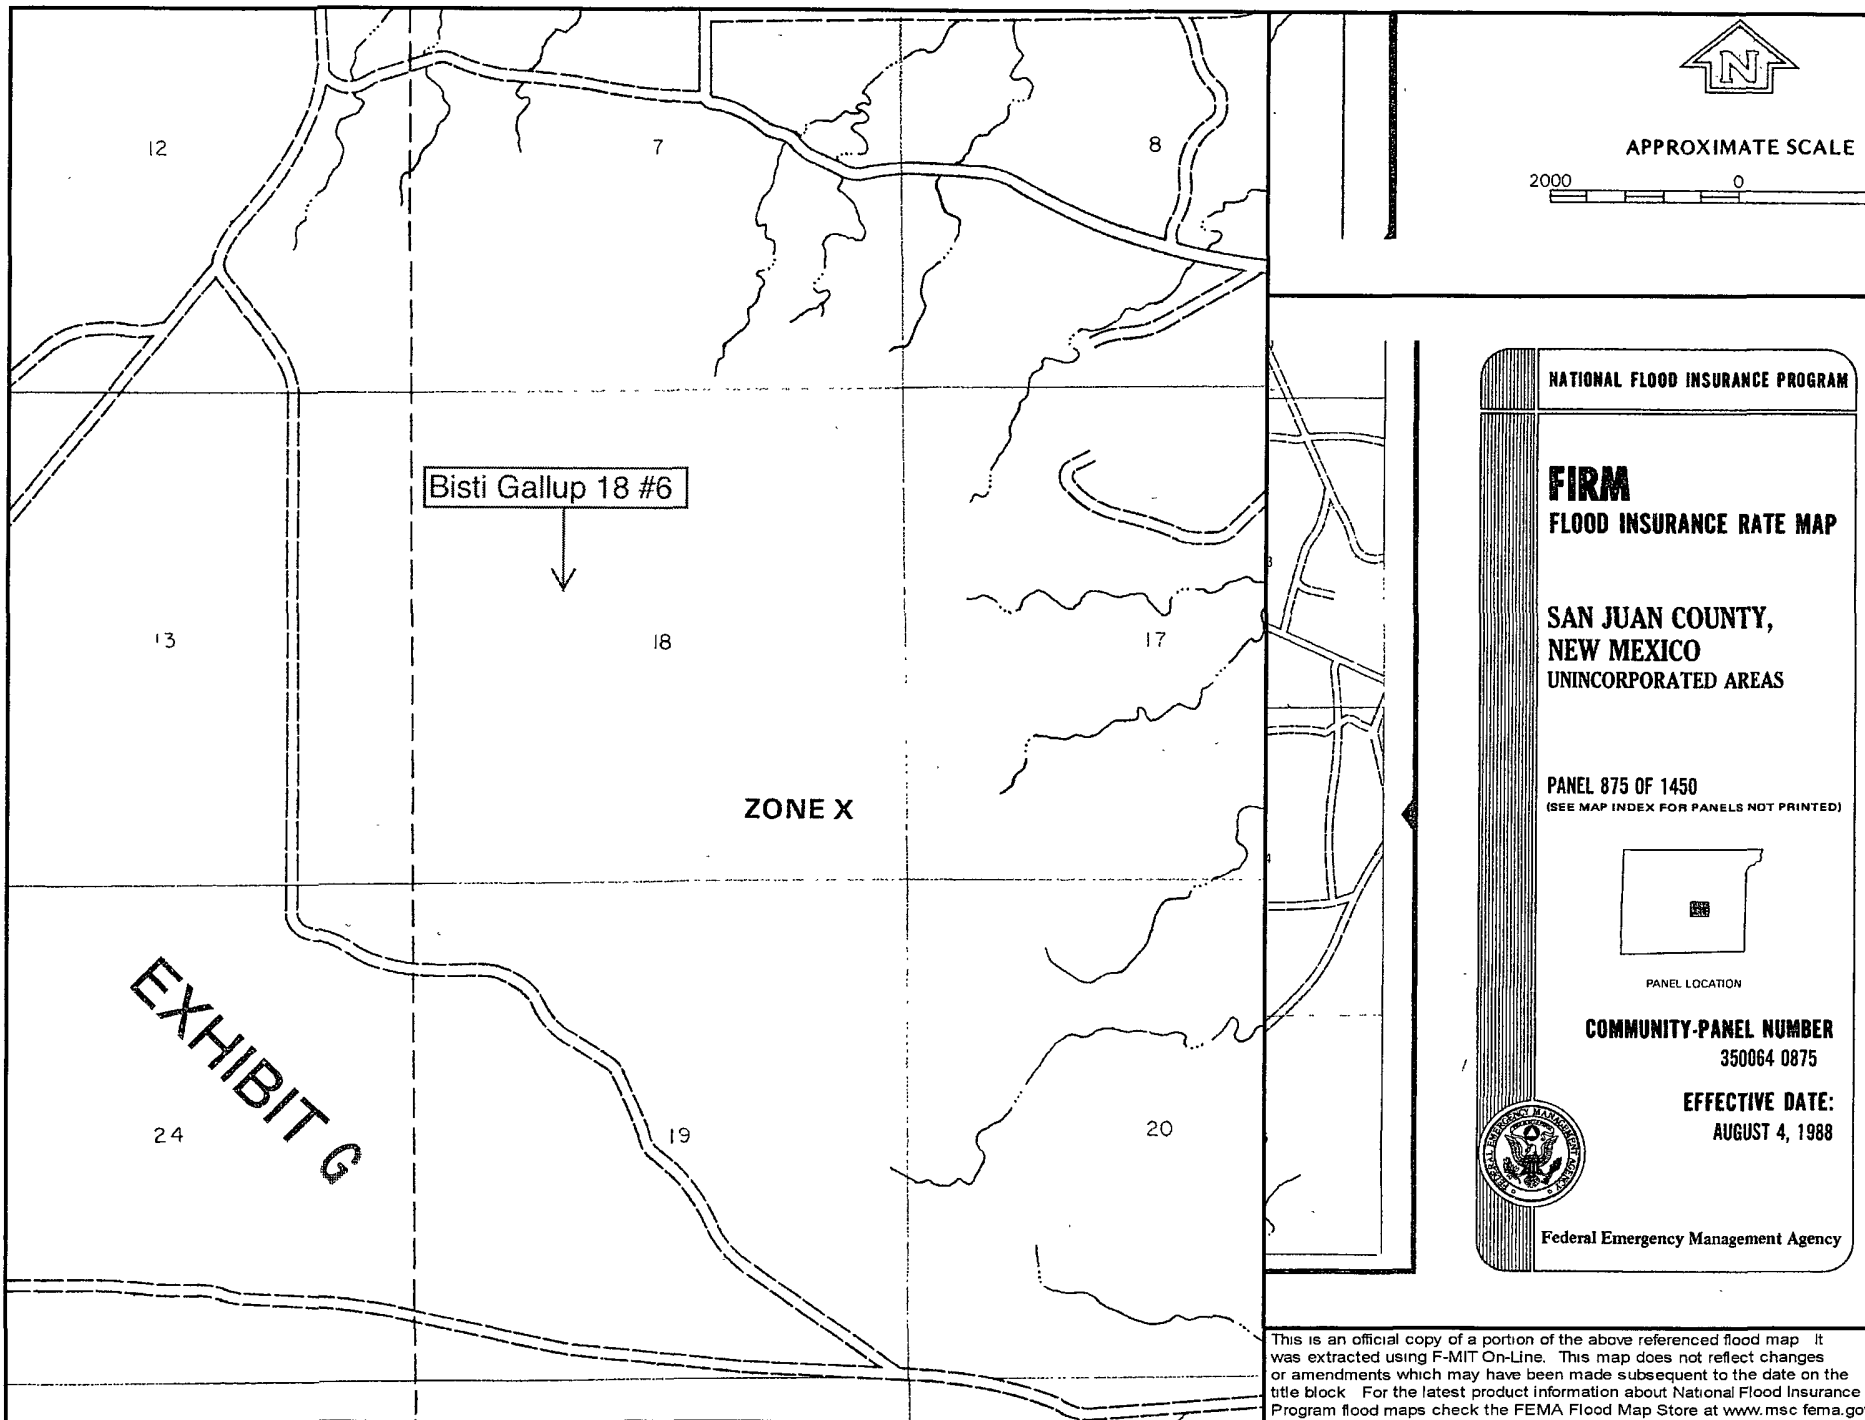 12
7
8
Bisti Gallup 18 #6
13
18
17
ZONE X
EXHIBIT G
24
19
20
N
APPROXIMATE SCALE
2000 0
NATIONAL FLOOD INSURANCE PROGRAM
FIRM
FLOOD INSURANCE RATE MAP
SAN JUAN COUNTY,
NEW MEXICO
UNINCORPORATED AREAS
PANEL 875 OF 1450
(SEE MAP INDEX FOR PANELS NOT PRINTED)
PANEL LOCATION
COMMUNITY-PANEL NUMBER
350064 0875
EFFECTIVE DATE:
AUGUST 4, 1988
FEDERAL EMERGENCY MANAGEMENT AGENCY
Federal Emergency Management Agency
This is an official copy of a portion of the above referenced flood map It
was extracted using F-MIT On-Line. This map does not reflect changes
or amendments which may have been made subsequent to the date on the
title block For the latest product information about National Flood Insurance
Program flood maps check the FEMA Flood Map Store at www.msc fema.go